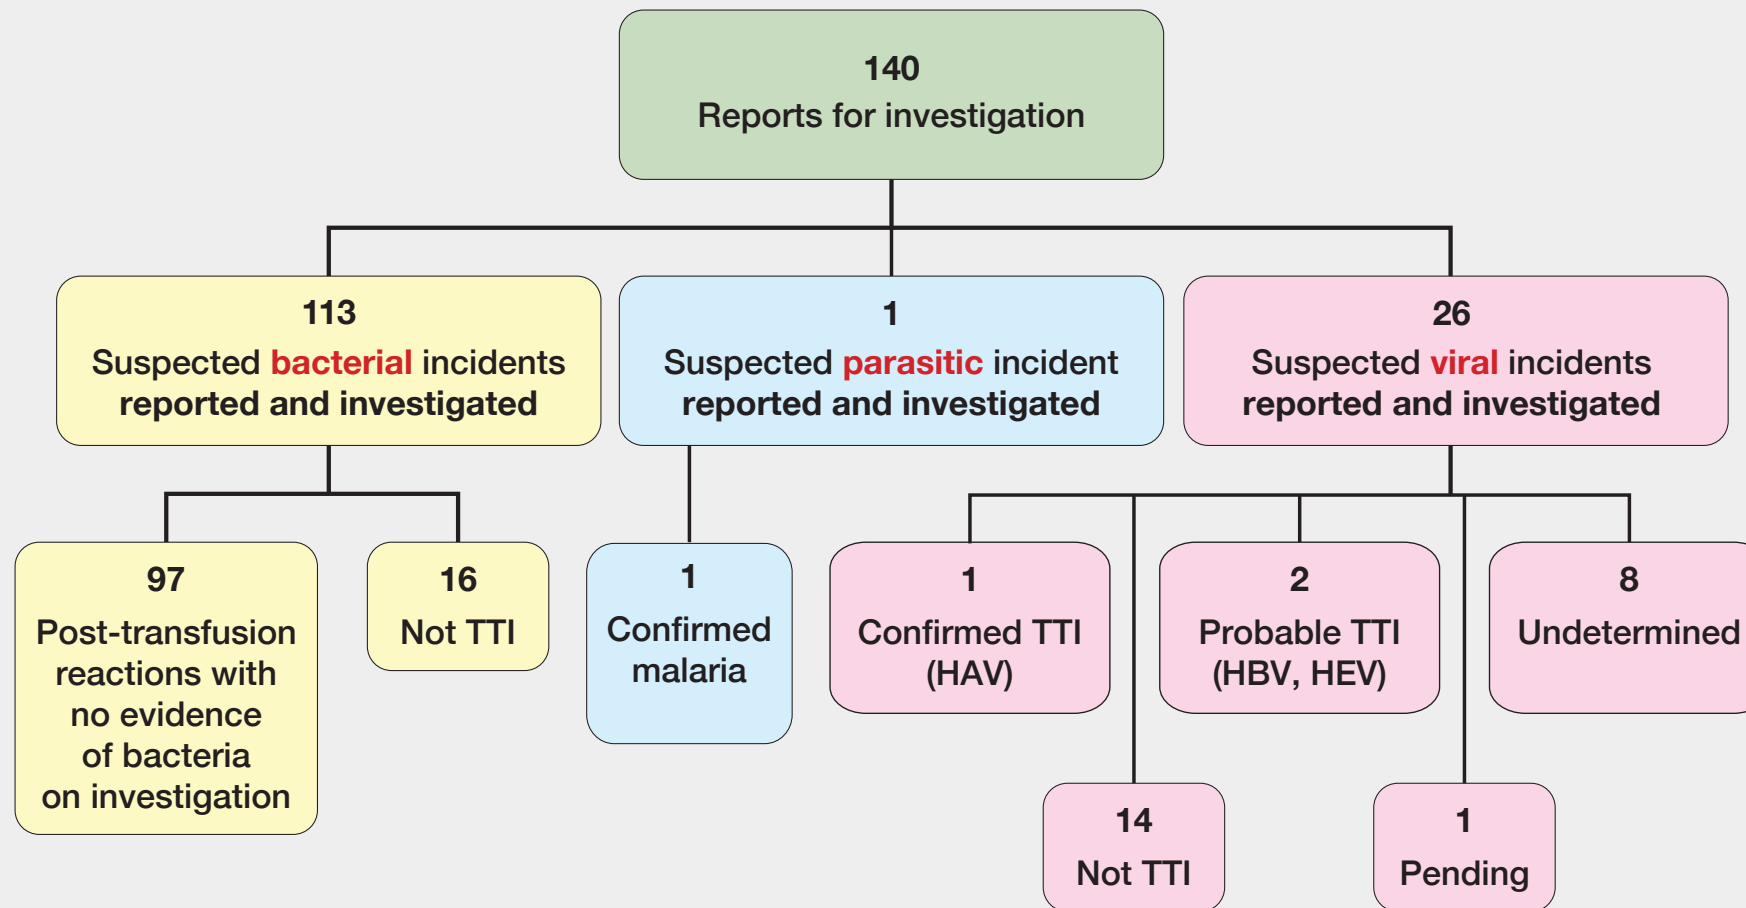 140
Reports for investigation
113
Suspected bacterial incidents
reported and investigated
1
Suspected parasitic incident
reported and investigated
26
Suspected viral incidents
reported and investigated
97
Post-transfusion
reactions with
no evidence
of bacteria
on investigation
16
Not TTI
1
Confirmed
malaria
1
Confirmed TTI
(HAV)
2
Probable TTI
(HBV, HEV)
8
Undetermined
14
Not TTI
1
Pending